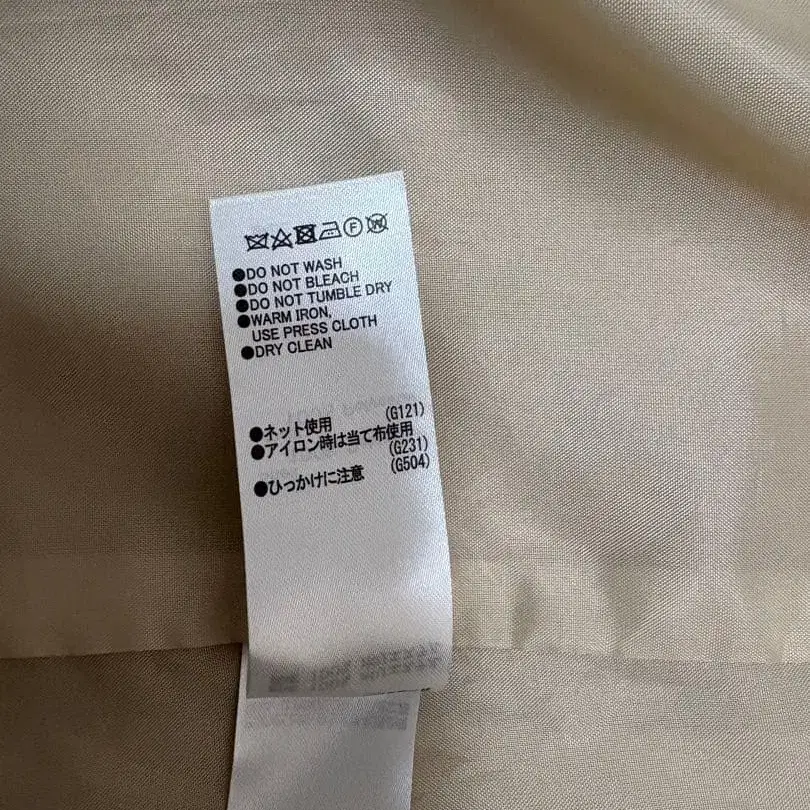 Ⓕ W
●DO NOT WASH
●DO NOT BLEACH
●DO NOT TUMBLE DRY
●WARM IRON,
USE PRESS CLOTH
●DRY CLEAN
●ネット使用 (G121)
●アイロン時は当て布使用
(G231)
●ひっかけに注意 (G504)